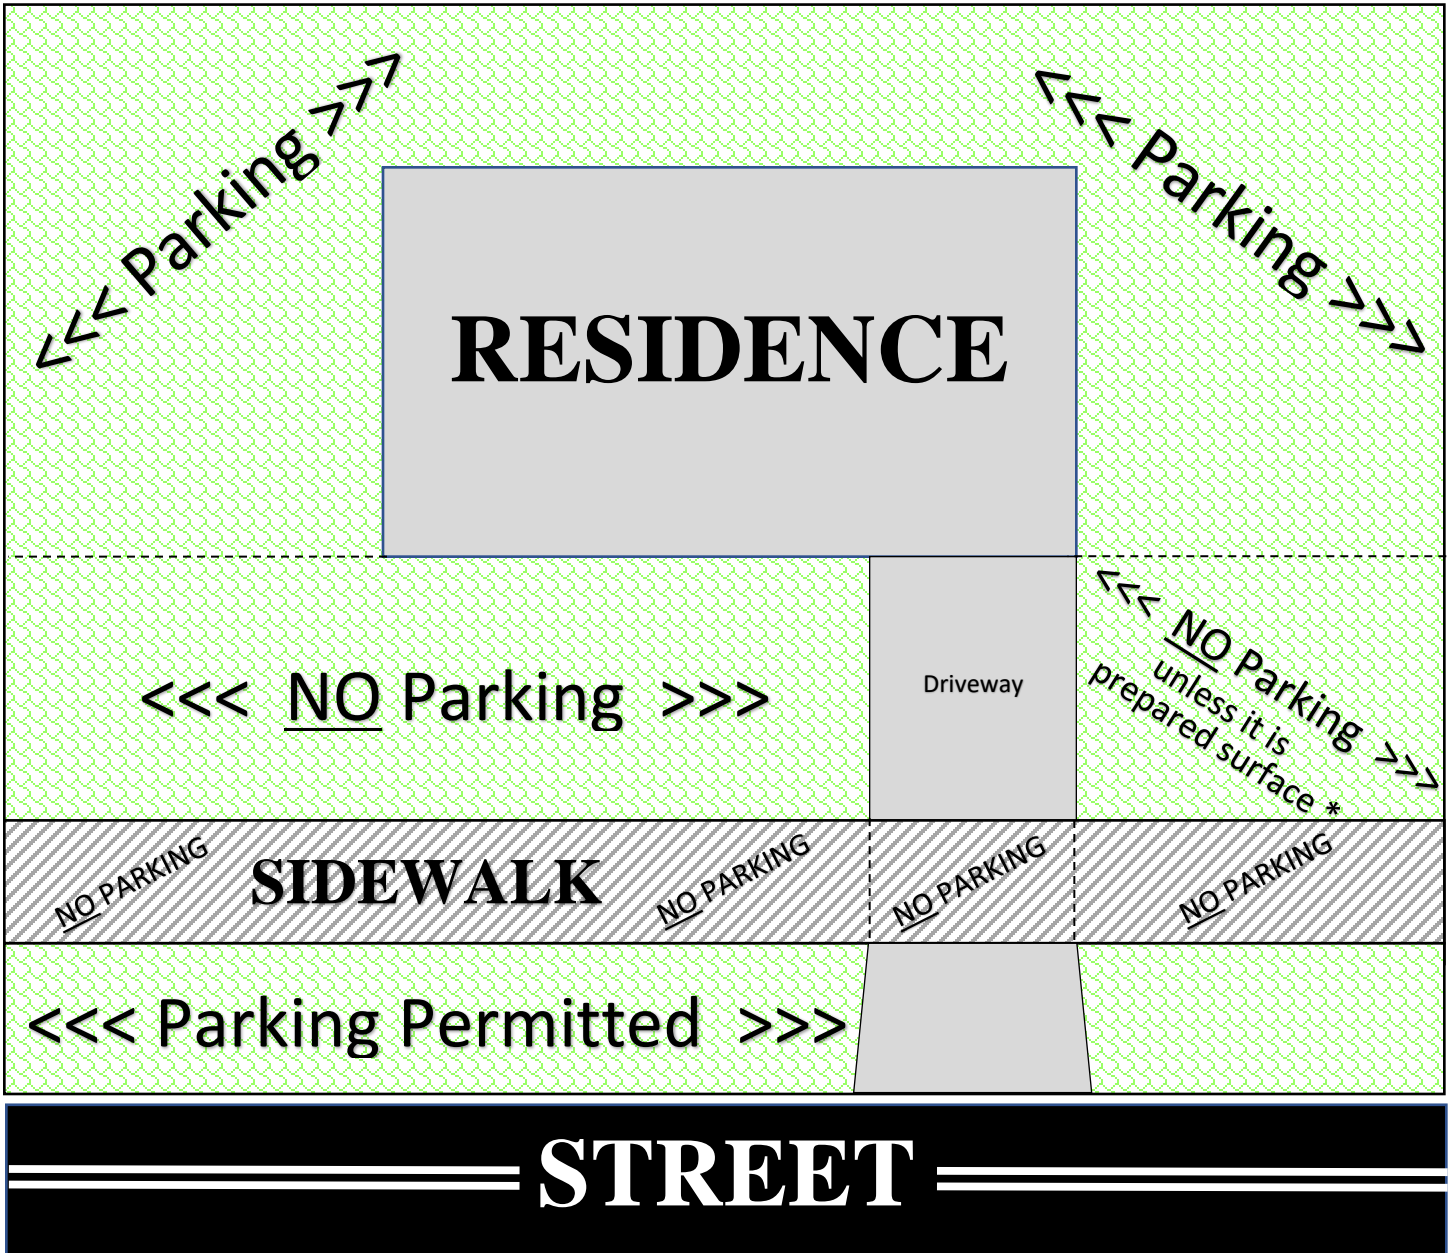 <<< Parking >>>
<<< Parking >>>
RESIDENCE
<<< NO Parking >>>
Driveway
<<< NO Parking >>>
unless it is
prepared surface *
NO PARKING
SIDEWALK
NO PARKING
NO PARKING
NO PARKING
<<< Parking Permitted >>>
STREET